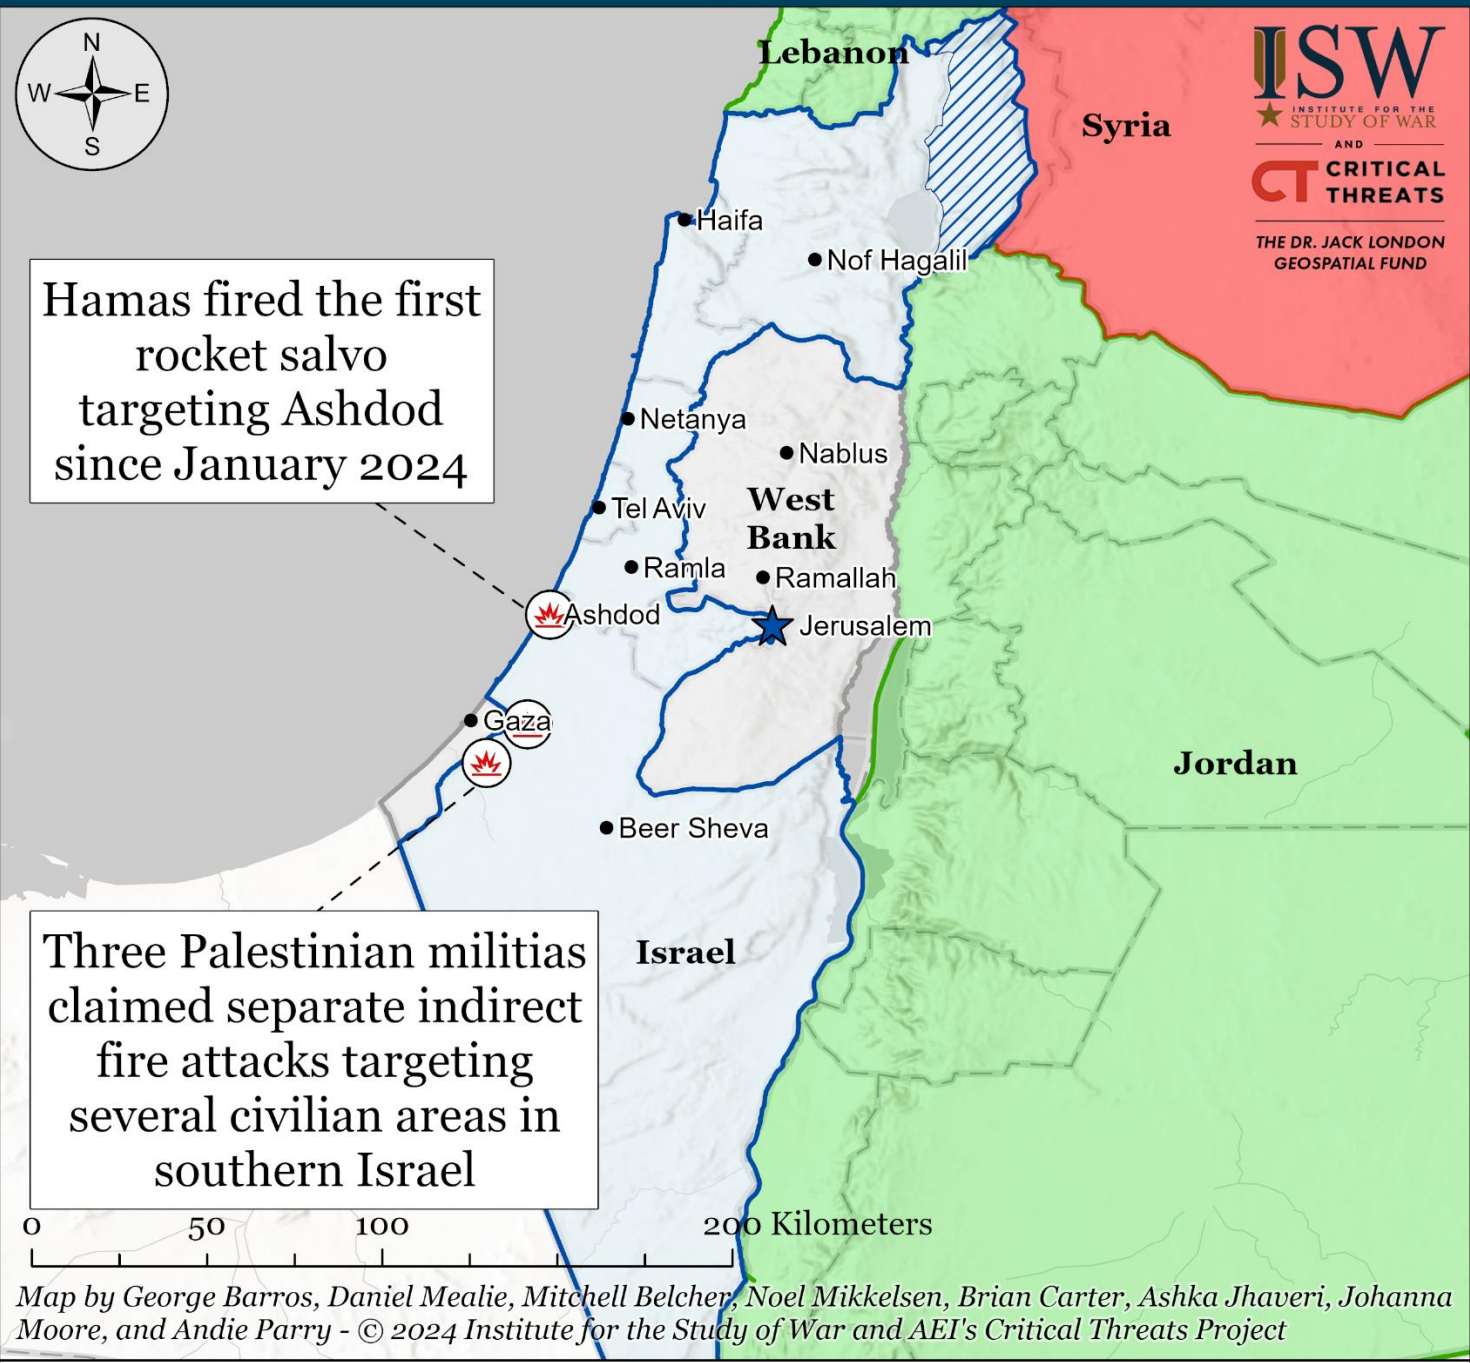 N
W
E
S
Lebanon
Syria
ISW
INSTITUTE FOR THE
STUDY OF WAR
AND
CT CRITICAL
THREATS
THE DR. JACK LONDON
GEOSPATIAL FUND
Haifa
Nof Hagalil
Hamas fired the first
rocket salvo
targeting Ashdod
since January 2024
Netanya
Nablus
West
Bank
Tel Aviv
Ramla
Ramallah
Ashdod
Jerusalem
Gaza
Jordan
Beer Sheva
Israel
Three Palestinian militias
claimed separate indirect
fire attacks targeting
several civilian areas in
southern Israel
0 50 100 200 Kilometers
Map by George Barros, Daniel Mealie, Mitchell Belcher, Noel Mikkelsen, Brian Carter, Ashka Jhaveri, Johanna
Moore, and Andie Parry - © 2024 Institute for the Study of War and AEI's Critical Threats Project